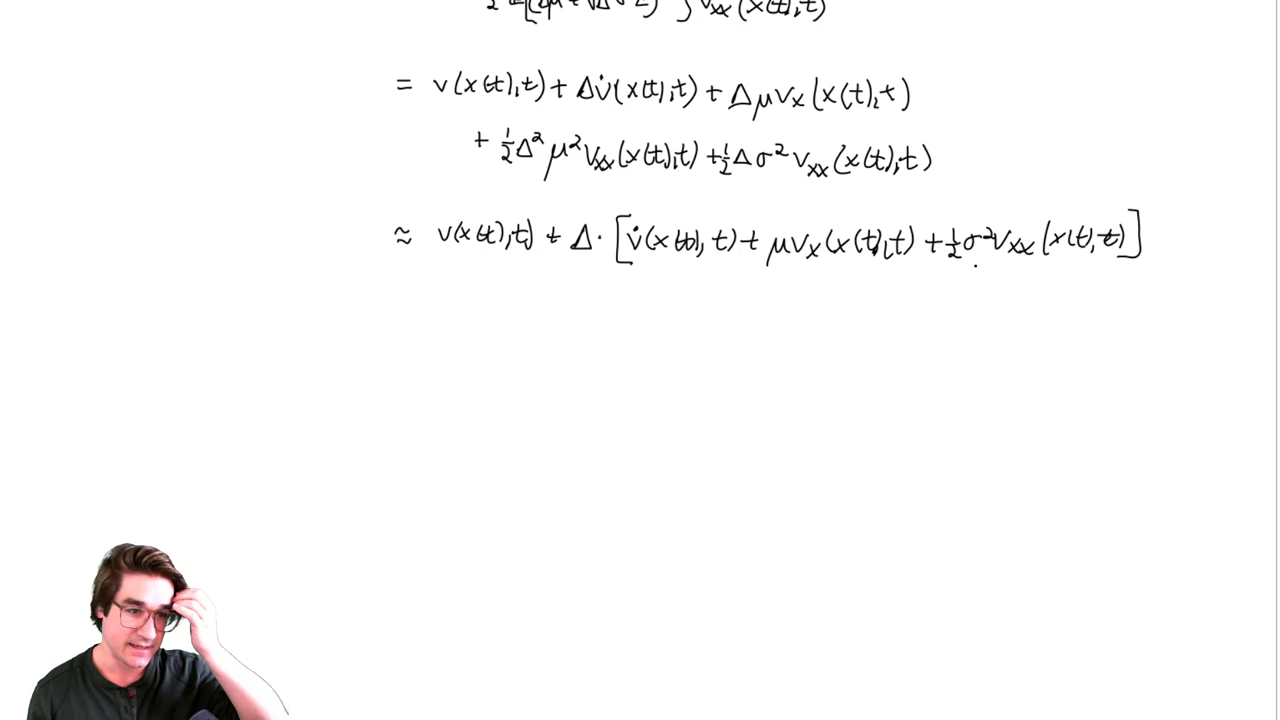 = v(x(t),t) + Δv̇(x(t),t) + Δμv_x(x(t),t)
+ ½Δ²μ²v_xx(x(t),t) + ½Δσ²v_xx(x(t),t)
≈ v(x(t),t) + Δ·[v̇(x(t),t) + μv_x(x(t),t) + ½σ²v_xx(x(t),t)]